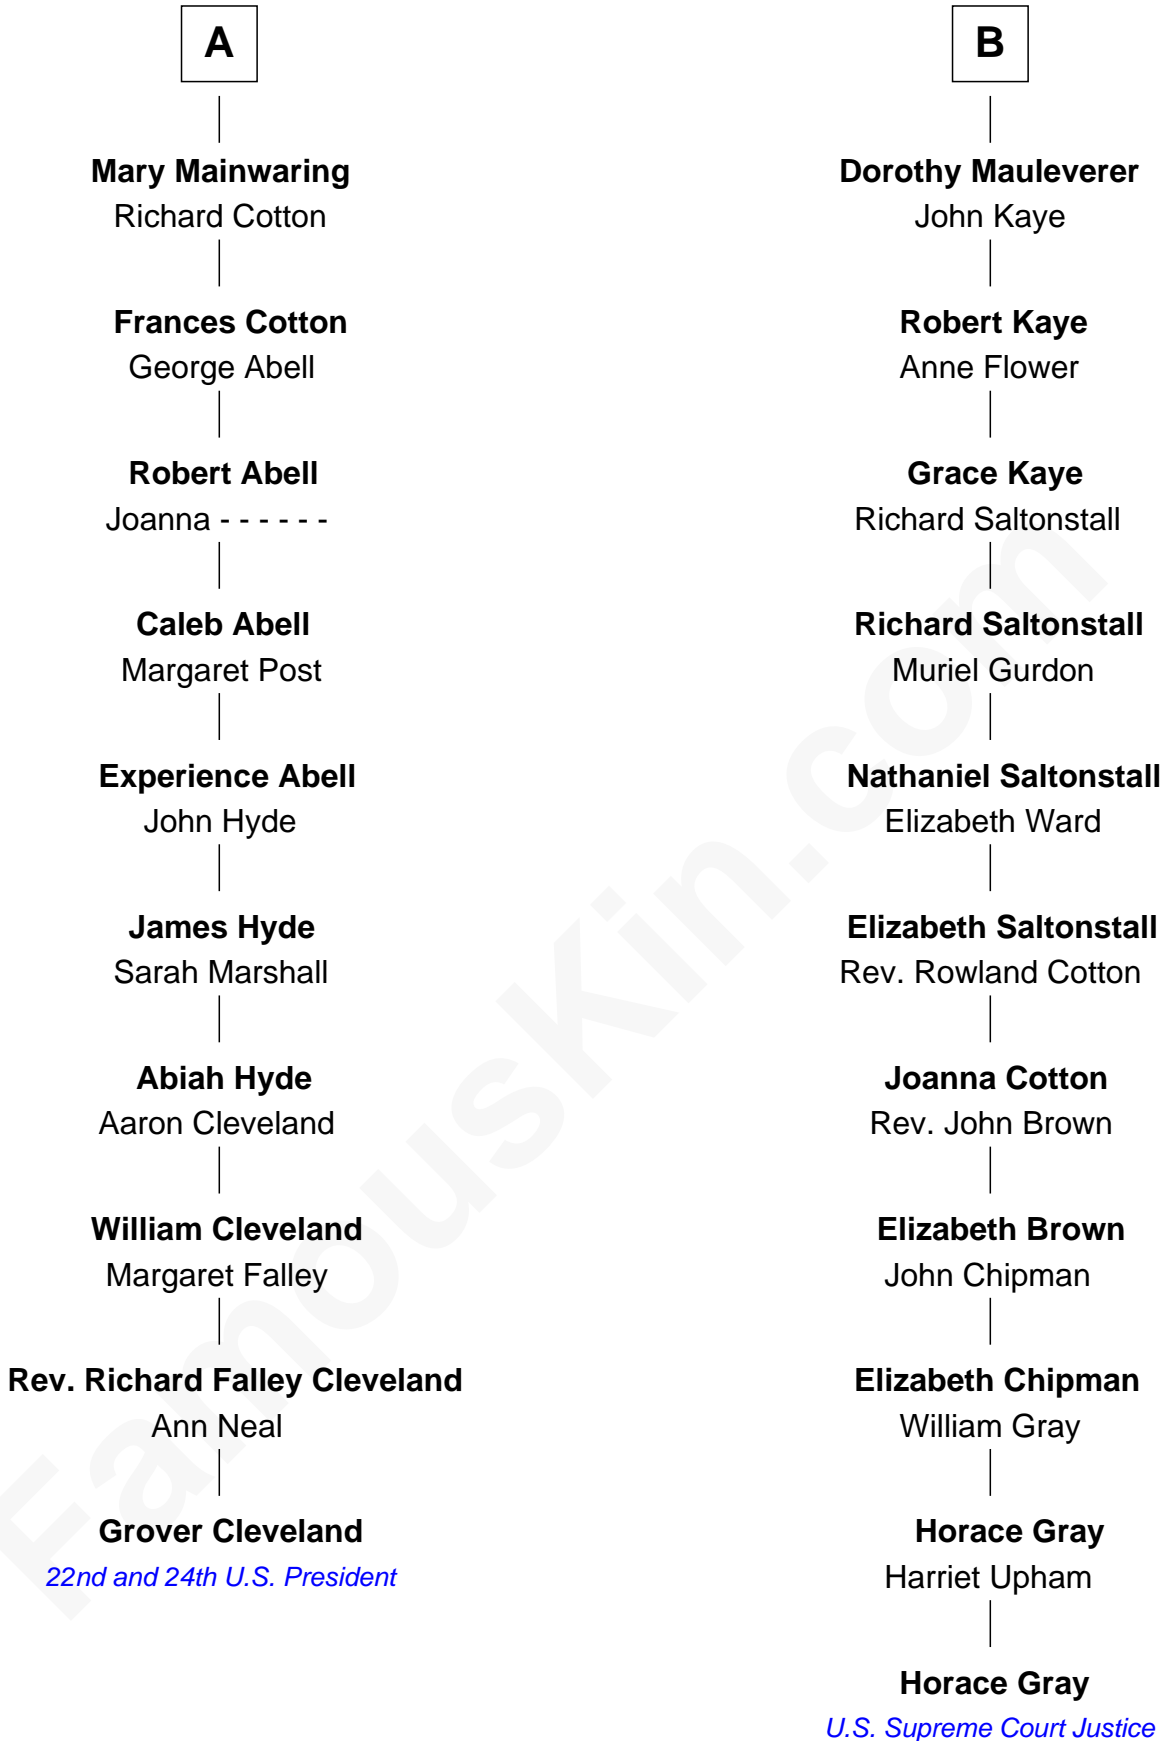 A
Mary Mainwaring
Richard Cotton
Frances Cotton
George Abell
Robert Abell
Joanna - - - - - -
Caleb Abell
Margaret Post
Experience Abell
John Hyde
James Hyde
Sarah Marshall
Abiah Hyde
Aaron Cleveland
William Cleveland
Margaret Falley
Rev. Richard Falley Cleveland
Ann Neal
Grover Cleveland
22nd and 24th U.S. President
B
Dorothy Mauleverer
John Kaye
Robert Kaye
Anne Flower
Grace Kaye
Richard Saltonstall
Richard Saltonstall
Muriel Gurdon
Nathaniel Saltonstall
Elizabeth Ward
Elizabeth Saltonstall
Rev. Rowland Cotton
Joanna Cotton
Rev. John Brown
Elizabeth Brown
John Chipman
Elizabeth Chipman
William Gray
Horace Gray
Harriet Upham
Horace Gray
U.S. Supreme Court Justice
FamousKin.com